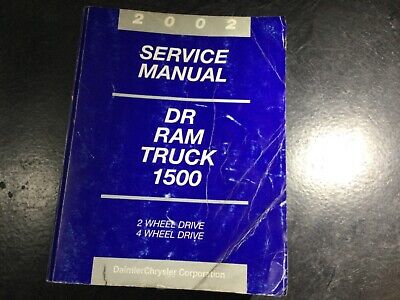 2002
SERVICE
MANUAL
DR
RAM
TRUCK
1500
2 WHEEL DRIVE
4 WHEEL DRIVE
DaimlerChrysler Corporation